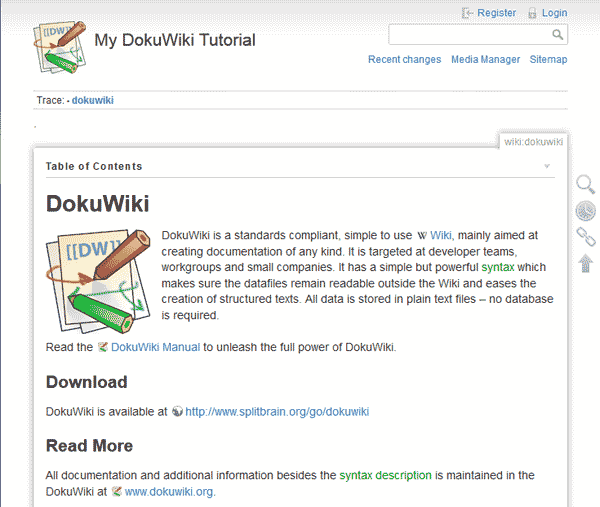 Register Login
[[DW]]
My DokuWiki Tutorial
Recent changes Media Manager Sitemap
Trace: • dokuwiki
wiki:dokuwiki
Table of Contents
DokuWiki
[[DW]]
DokuWiki is a standards compliant, simple to use W Wiki, mainly aimed at
creating documentation of any kind. It is targeted at developer teams,
workgroups and small companies. It has a simple but powerful syntax which
makes sure the datafiles remain readable outside the Wiki and eases the
creation of structured texts. All data is stored in plain text files – no database
is required.
Read the DokuWiki Manual to unleash the full power of DokuWiki.
Download
DokuWiki is available at http://www.splitbrain.org/go/dokuwiki
Read More
All documentation and additional information besides the syntax description is maintained in the
DokuWiki at www.dokuwiki.org.